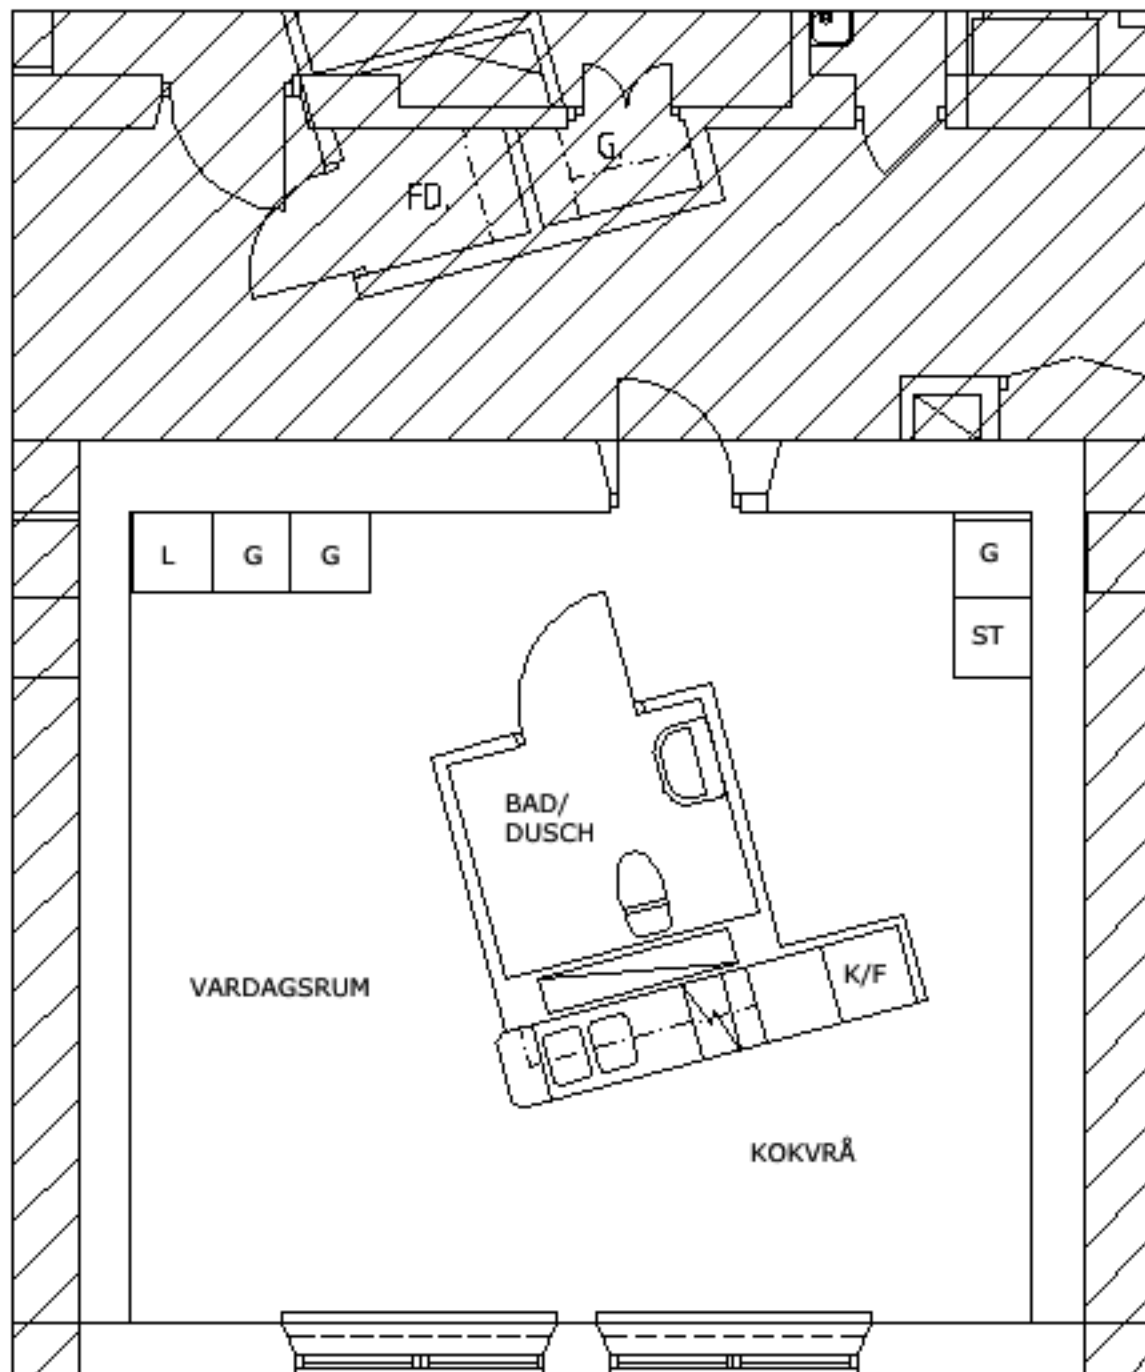 G.
FD.
L G G
G
ST
BAD/
DUSCH
K/F
VARDAGSRUM
KOKVRÅ